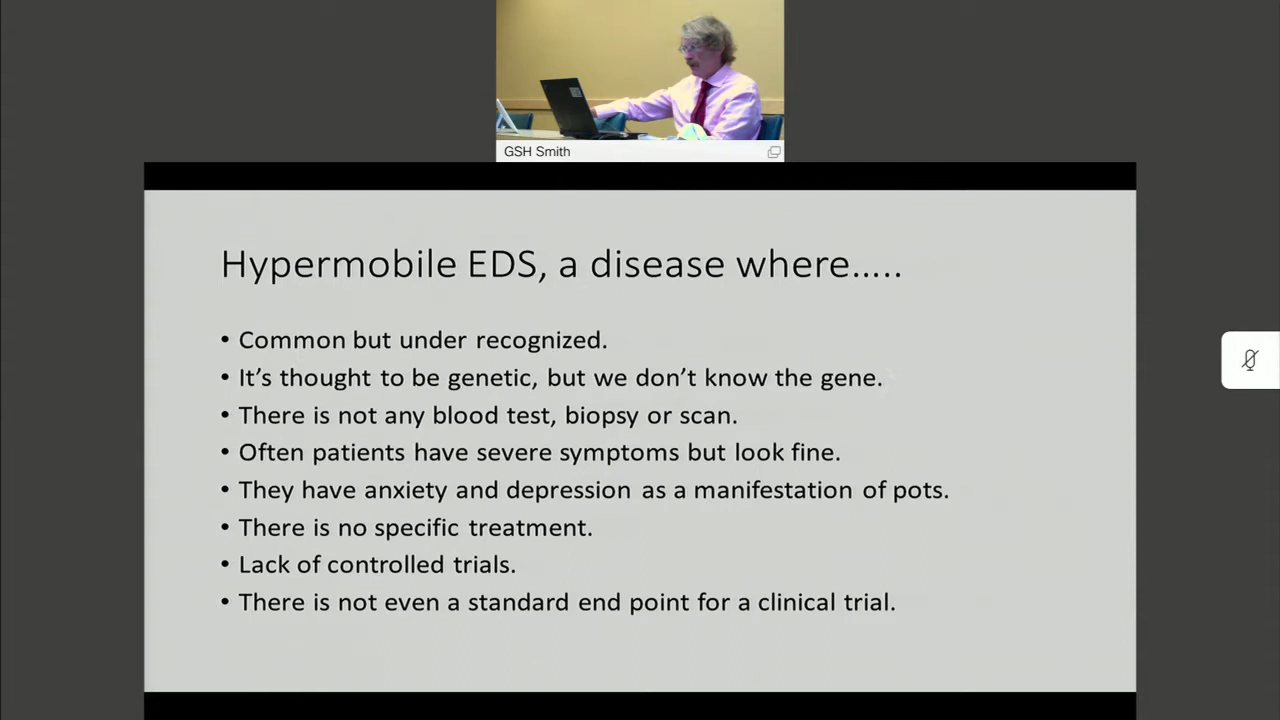 GSH Smith
Hypermobile EDS, a disease where.....
• Common but under recognized.
• It's thought to be genetic, but we don't know the gene.
• There is not any blood test, biopsy or scan.
• Often patients have severe symptoms but look fine.
• They have anxiety and depression as a manifestation of pots.
• There is no specific treatment.
• Lack of controlled trials.
• There is not even a standard end point for a clinical trial.